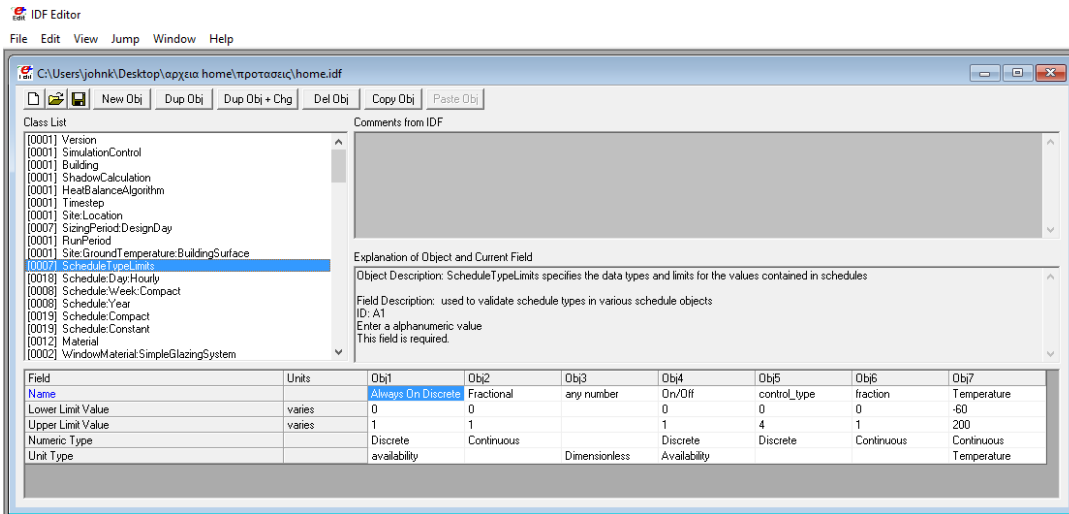 IDF Editor
File Edit View Jump Window Help
C:\Users\johnk\Desktop\αρχεια home\προτασεις\home.idf
New Obj Dup Obj Dup Obj + Chg Del Obj Copy Obj Paste Obj
Class List
[0001] Version
[0001] SimulationControl
[0001] Building
[0001] ShadowCalculation
[0001] HeatBalanceAlgorithm
[0001] Timestep
[0001] Site:Location
[0007] SizingPeriod:DesignDay
[0001] RunPeriod
[0001] Site:GroundTemperature:BuildingSurface
[0007] ScheduleTypeLimits
[0018] Schedule:Day:Hourly
[0008] Schedule:Week:Compact
[0008] Schedule:Year
[0019] Schedule:Compact
[0019] Schedule:Constant
[0012] Material
[0002] WindowMaterial:SimpleGlazingSystem
Comments from IDF
Explanation of Object and Current Field
Object Description: ScheduleTypeLimits specifies the data types and limits for the values contained in schedules
Field Description: used to validate schedule types in various schedule objects
ID: A1
Enter a alphanumeric value
This field is required.
Field Units Obj1 Obj2 Obj3 Obj4 Obj5 Obj6 Obj7
Name Always On Discrete Fractional any number On/Off control_type fraction Temperature
Lower Limit Value varies 0 0 0 0 0 -60
Upper Limit Value varies 1 1 1 4 1 200
Numeric Type Discrete Continuous Discrete Discrete Continuous Continuous
Unit Type availability Dimensionless Availability Temperature